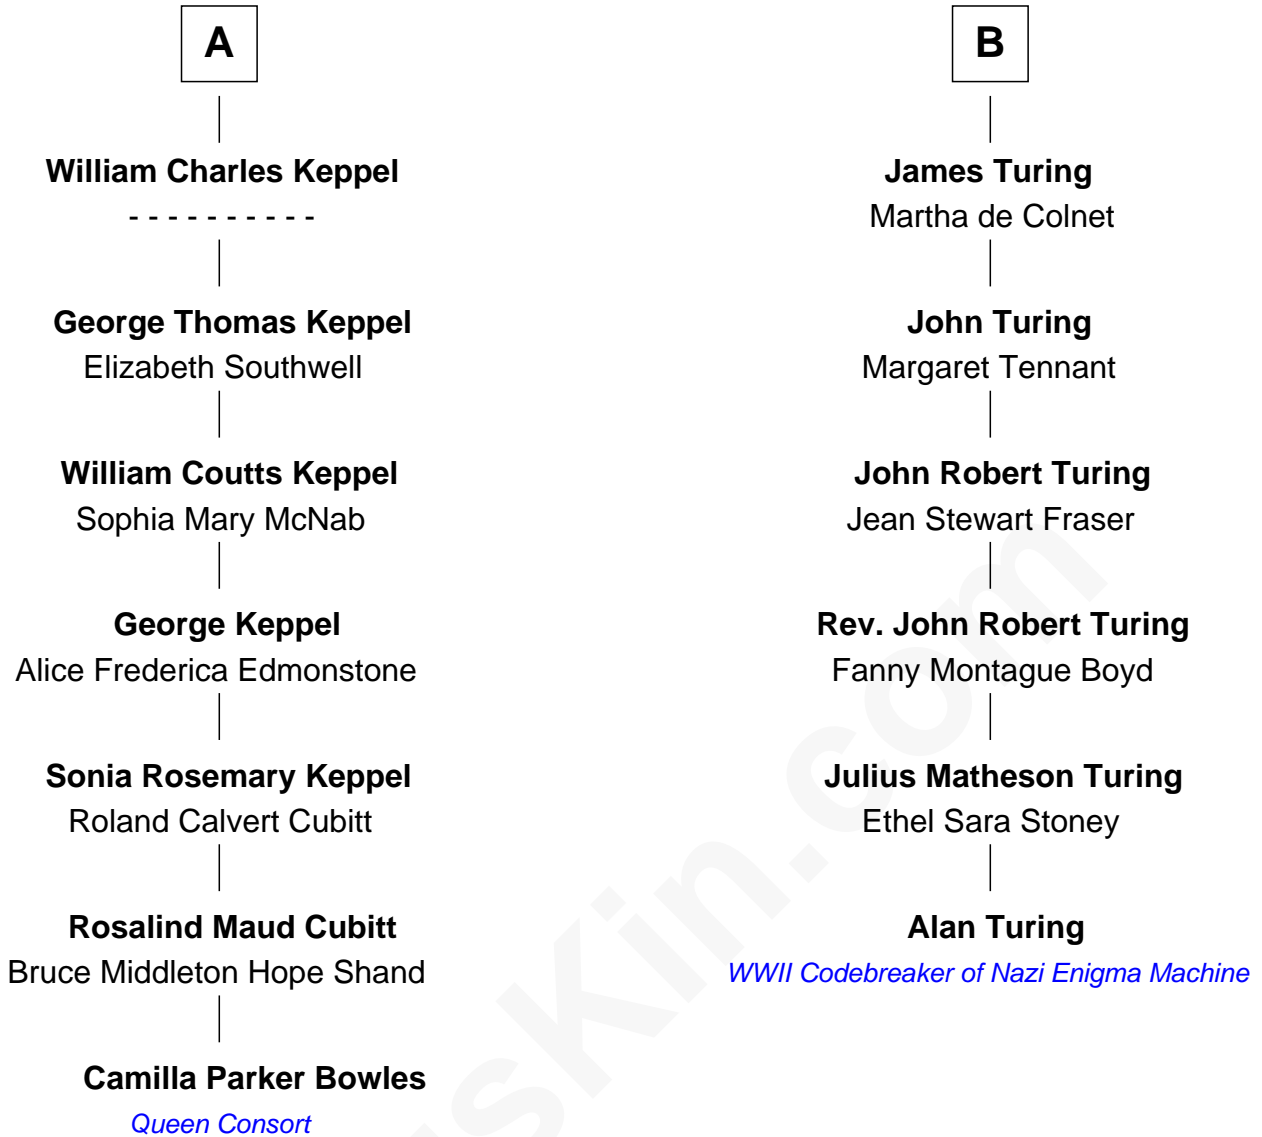 A
William Charles Keppel
- - - - - - - - - -
George Thomas Keppel
Elizabeth Southwell
William Coutts Keppel
Sophia Mary McNab
George Keppel
Alice Frederica Edmonstone
Sonia Rosemary Keppel
Roland Calvert Cubitt
Rosalind Maud Cubitt
Bruce Middleton Hope Shand
Camilla Parker Bowles
Queen Consort
B
James Turing
Martha de Colnet
John Turing
Margaret Tennant
John Robert Turing
Jean Stewart Fraser
Rev. John Robert Turing
Fanny Montague Boyd
Julius Matheson Turing
Ethel Sara Stoney
Alan Turing
WWII Codebreaker of Nazi Enigma Machine